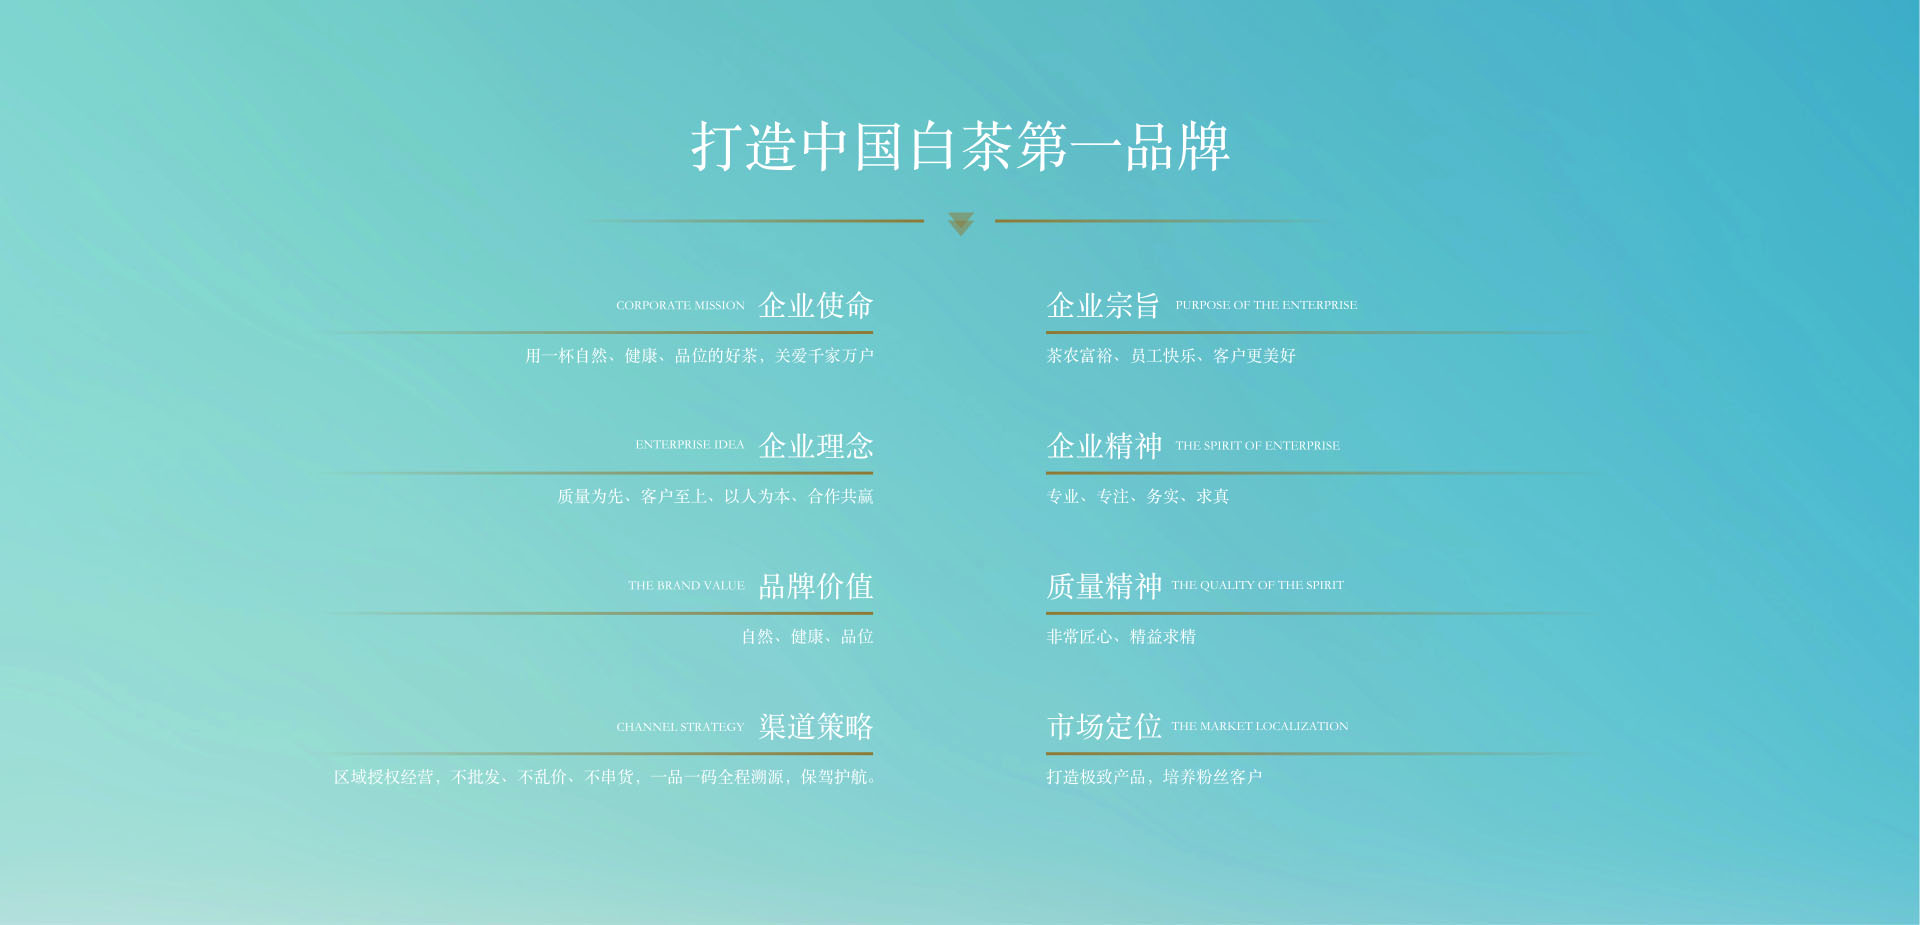 打造中国白茶第一品牌
CORPORATE MISSION 企业使命
用一杯自然、健康、品位的好茶，关爱千家万户
企业宗旨 PURPOSE OF THE ENTERPRISE
茶农富裕、员工快乐、客户更美好
ENTERPRISE IDEA 企业理念
质量为先、客户至上、以人为本、合作共赢
企业精神 THE SPIRIT OF ENTERPRISE
专业、专注、务实、求真
THE BRAND VALUE 品牌价值
自然、健康、品位
质量精神 THE QUALITY OF THE SPIRIT
非常匠心、精益求精
CHANNEL STRATEGY 渠道策略
区域授权经营，不批发、不乱价、不串货，一品一码全程溯源，保驾护航。
市场定位 THE MARKET LOCALIZATION
打造极致产品，培养粉丝客户